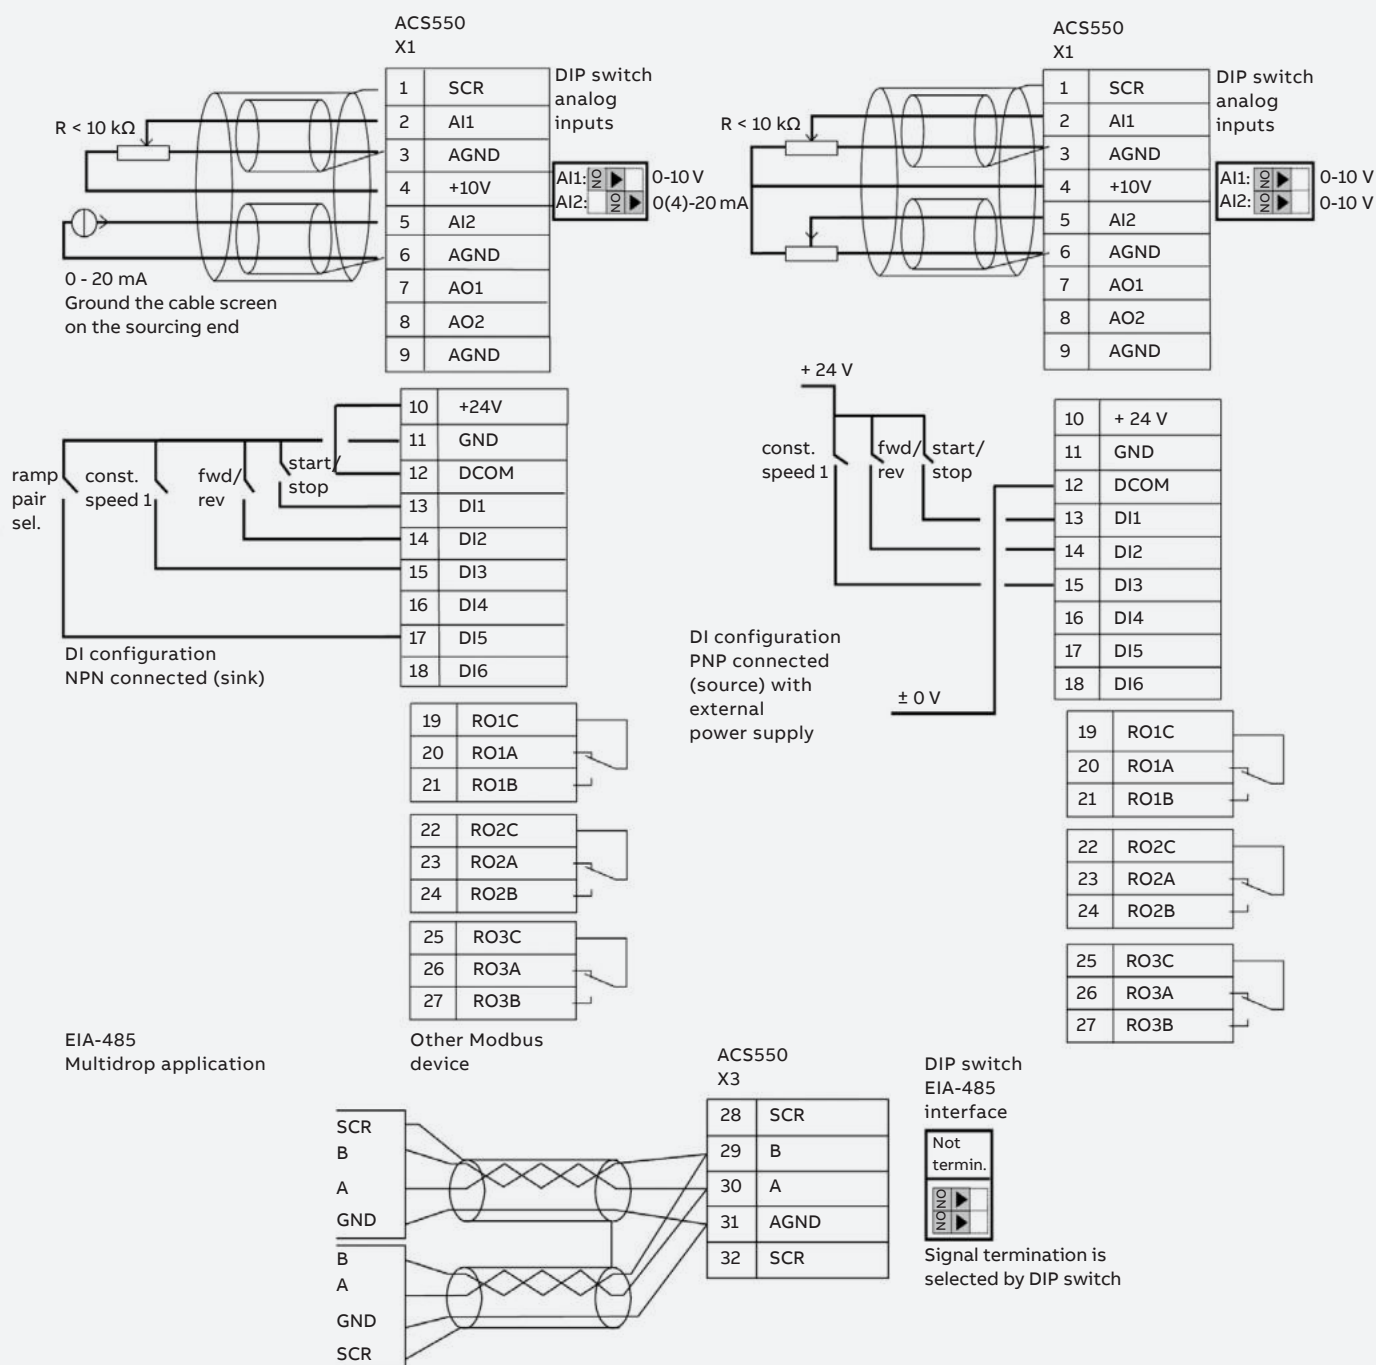 ACS550
X1
1 SCR
2 AI1
3 AGND
4 +10V
5 AI2
6 AGND
7 AO1
8 AO2
9 AGND
R < 10 kΩ
0 - 20 mA
Ground the cable screen
on the sourcing end
DIP switch
analog
inputs
AI1: ON 0-10 V
AI2: ON 0(4)-20 mA
ACS550
X1
1 SCR
2 AI1
3 AGND
4 +10V
5 AI2
6 AGND
7 AO1
8 AO2
9 AGND
R < 10 kΩ
DIP switch
analog
inputs
AI1: ON 0-10 V
AI2: ON 0-10 V
10 +24V
11 GND
12 DCOM
13 DI1
14 DI2
15 DI3
16 DI4
17 DI5
18 DI6
ramp
pair
sel.
const.
speed 1
fwd/
rev
start/
stop
DI configuration
NPN connected (sink)
+ 24 V
const.
speed 1
fwd/
rev
start/
stop
10 + 24 V
11 GND
12 DCOM
13 DI1
14 DI2
15 DI3
16 DI4
17 DI5
18 DI6
DI configuration
PNP connected
(source) with
external
power supply
± 0 V
19 RO1C
20 RO1A
21 RO1B
22 RO2C
23 RO2A
24 RO2B
25 RO3C
26 RO3A
27 RO3B
19 RO1C
20 RO1A
21 RO1B
22 RO2C
23 RO2A
24 RO2B
25 RO3C
26 RO3A
27 RO3B
EIA-485
Multidrop application
Other Modbus
device
SCR
B
A
GND
B
A
GND
SCR
ACS550
X3
28 SCR
29 B
30 A
31 AGND
32 SCR
DIP switch
EIA-485
interface
Not
termin.
ON
ON
Signal termination is
selected by DIP switch